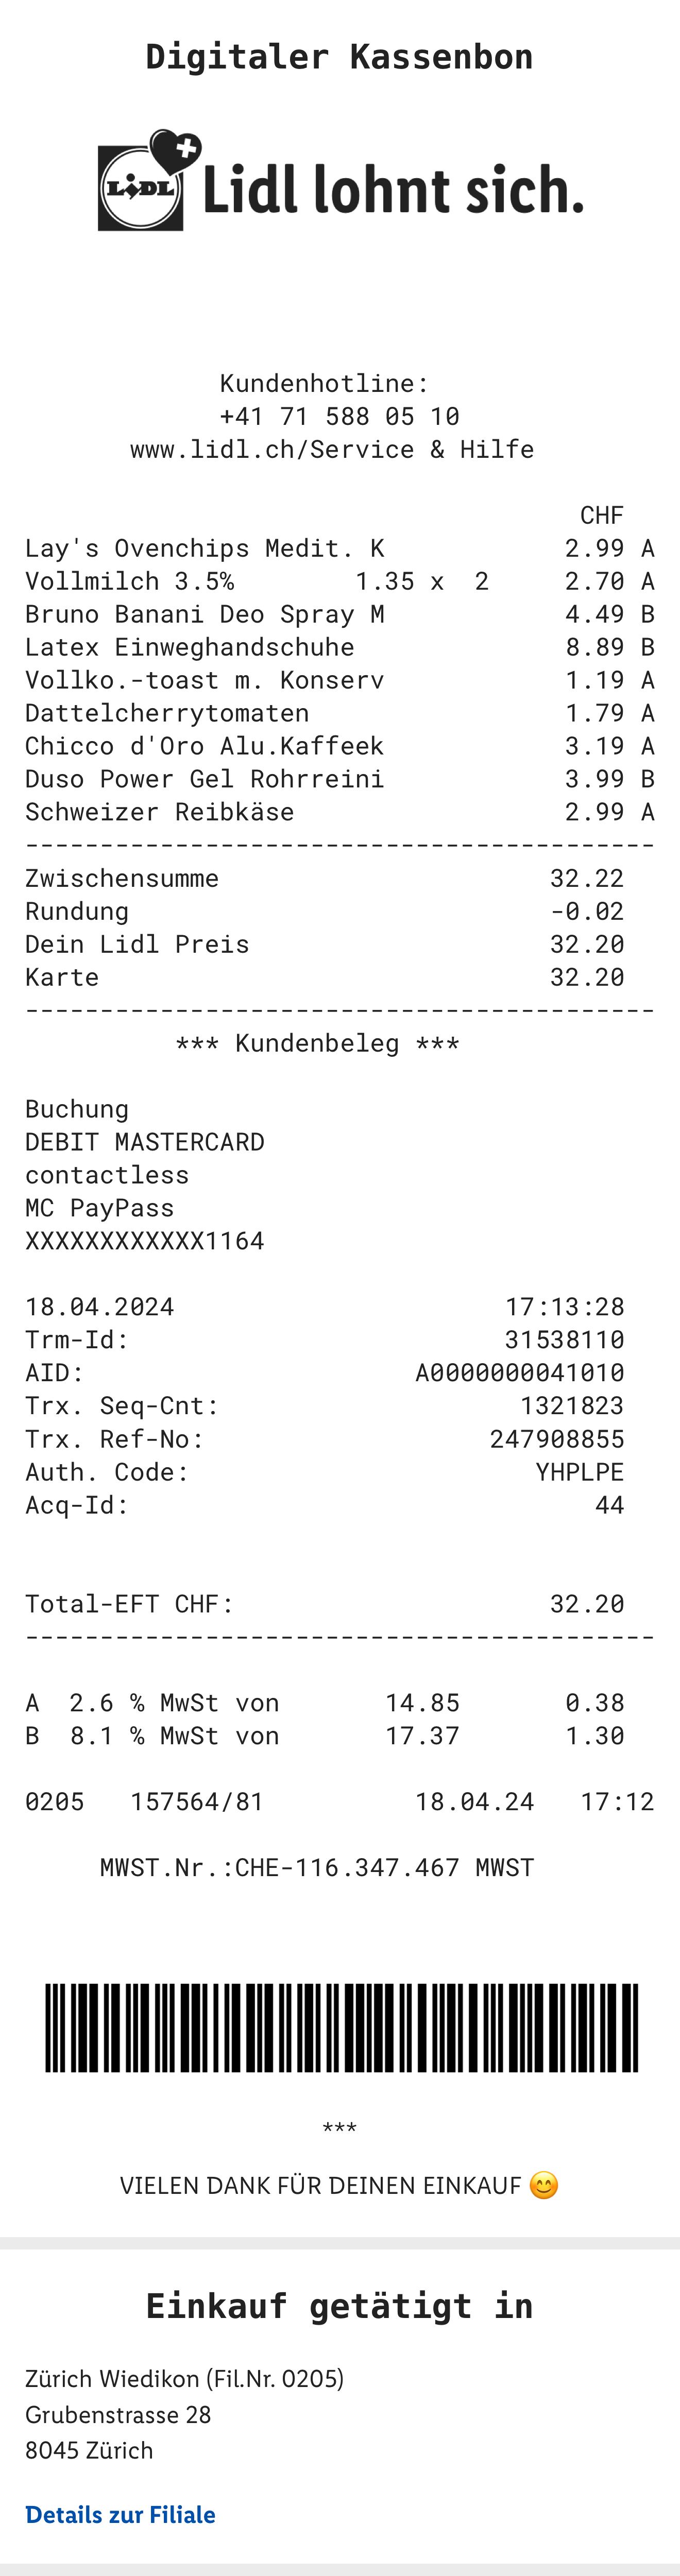 Digitaler Kassenbon
LIDL Lidl lohnt sich.
Kundenhotline:
+41 71 588 05 10
www.lidl.ch/Service & Hilfe
CHF
Lay's Ovenchips Medit. K 2.99 A
Vollmilch 3.5% 1.35 x 2 2.70 A
Bruno Banani Deo Spray M 4.49 B
Latex Einweghandschuhe 8.89 B
Vollko.-toast m. Konserv 1.19 A
Dattelcherrytomaten 1.79 A
Chicco d'Oro Alu.Kaffeek 3.19 A
Duso Power Gel Rohrreini 3.99 B
Schweizer Reibkäse 2.99 A
------------------------------------------
Zwischensumme 32.22
Rundung -0.02
Dein Lidl Preis 32.20
Karte 32.20
------------------------------------------
*** Kundenbeleg ***
Buchung
DEBIT MASTERCARD
contactless
MC PayPass
XXXXXXXXXXXX1164
18.04.2024 17:13:28
Trm-Id: 31538110
AID: A0000000041010
Trx. Seq-Cnt: 1321823
Trx. Ref-No: 247908855
Auth. Code: YHPLPE
Acq-Id: 44
Total-EFT CHF: 32.20
------------------------------------------
A 2.6 % MwSt von 14.85 0.38
B 8.1 % MwSt von 17.37 1.30
0205 157564/81 18.04.24 17:12
MWST.Nr.:CHE-116.347.467 MWST
***
VIELEN DANK FÜR DEINEN EINKAUF 😊
Einkauf getätigt in
Zürich Wiedikon (Fil.Nr. 0205)
Grubenstrasse 28
8045 Zürich
Details zur Filiale